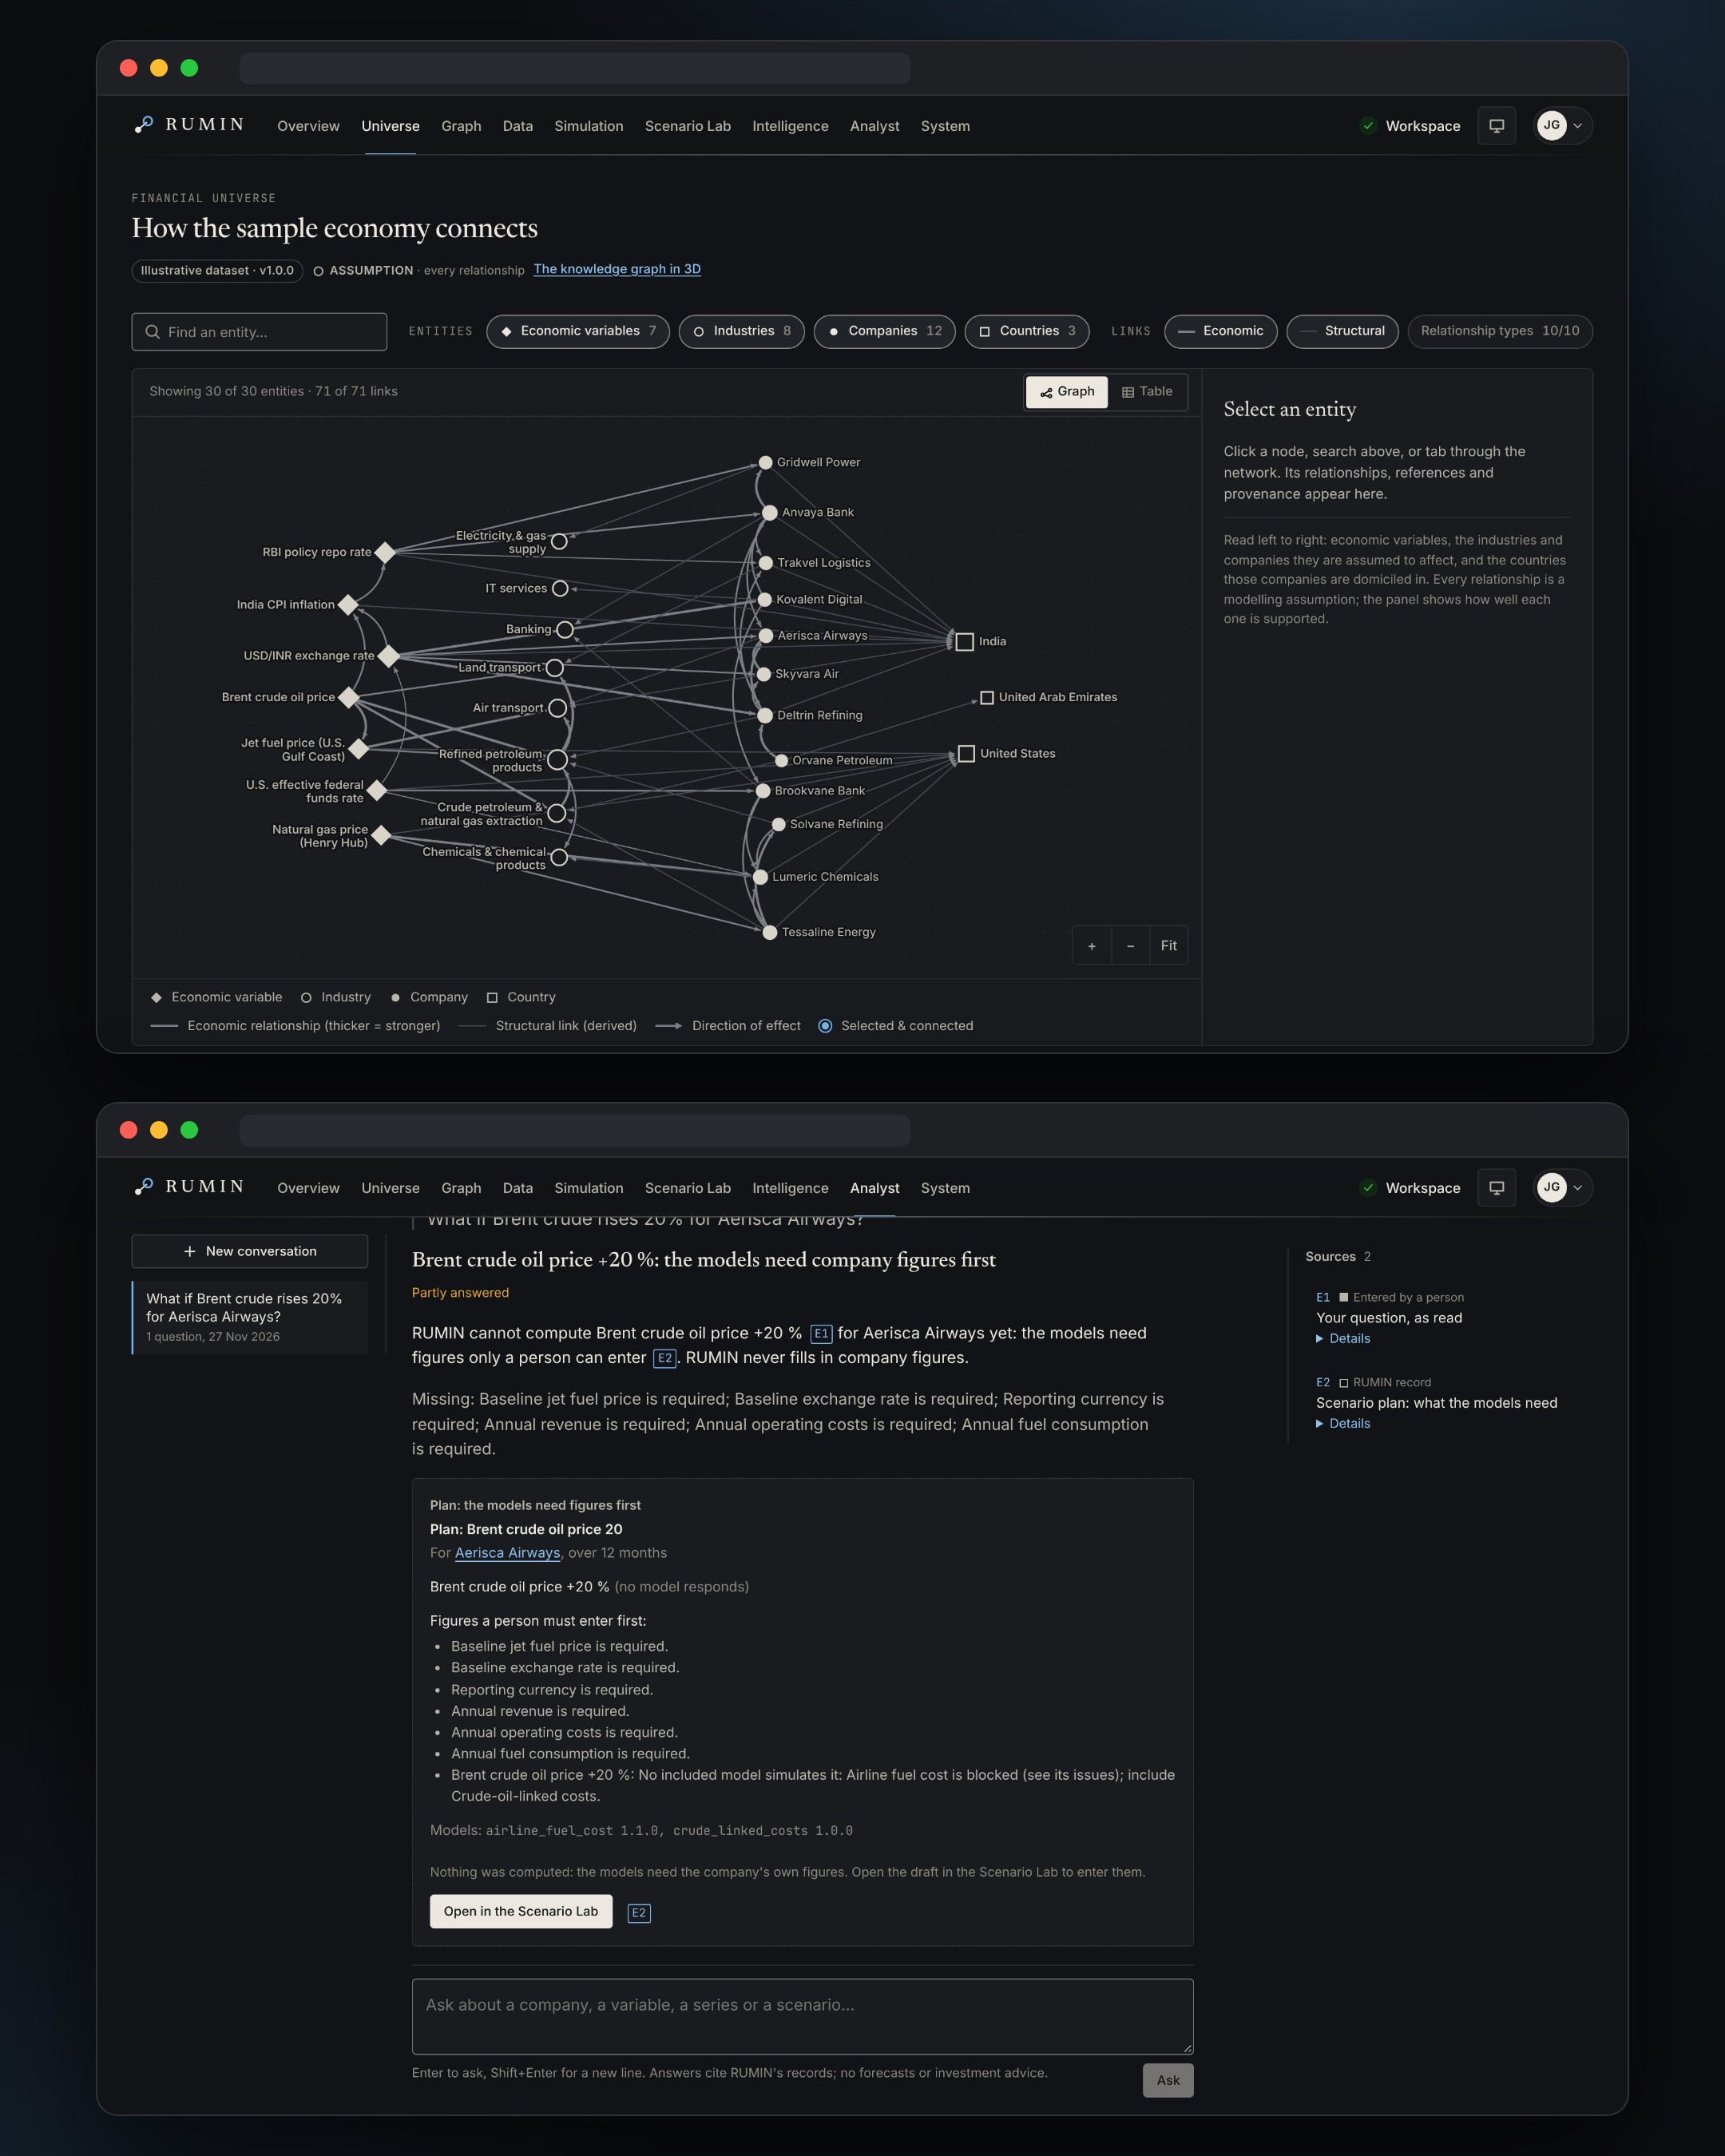 RUMIN
Overview Universe Graph Data Simulation Scenario Lab Intelligence Analyst System
Workspace
JG
FINANCIAL UNIVERSE
How the sample economy connects
Illustrative dataset · v1.0.0
ASSUMPTION · every relationship
The knowledge graph in 3D
Find an entity...
ENTITIES
Economic variables 7
Industries 8
Companies 12
Countries 3
LINKS
Economic
Structural
Relationship types 10/10
Showing 30 of 30 entities · 71 of 71 links
Graph
Table
RBI policy repo rate
India CPI inflation
USD/INR exchange rate
Brent crude oil price
Jet fuel price (U.S.
Gulf Coast)
U.S. effective federal
funds rate
Natural gas price
(Henry Hub)
Electricity & gas
supply
IT services
Banking
Land transport
Air transport
Refined petroleum
products
Crude petroleum &
natural gas extraction
Chemicals & chemical
products
Gridwell Power
Anvaya Bank
Trakvel Logistics
Kovalent Digital
Aerisca Airways
Skyvara Air
Deltrin Refining
Orvane Petroleum
Brookvane Bank
Solvane Refining
Lumeric Chemicals
Tessaline Energy
India
United Arab Emirates
United States
+ − Fit
Select an entity
Click a node, search above, or tab through the
network. Its relationships, references and
provenance appear here.
Read left to right: economic variables, the industries and
companies they are assumed to affect, and the countries
those companies are domiciled in. Every relationship is a
modelling assumption; the panel shows how well each
one is supported.
Economic variable
Industry
Company
Country
Economic relationship (thicker = stronger)
Structural link (derived)
Direction of effect
Selected & connected
RUMIN
Overview Universe Graph Data Simulation Scenario Lab Intelligence Analyst System
Workspace
JG
New conversation
What if Brent crude rises 20%
for Aerisca Airways?
1 question, 27 Nov 2026
What if Brent crude rises 20% for Aerisca Airways?
Brent crude oil price +20 %: the models need company figures first
Partly answered
RUMIN cannot compute Brent crude oil price +20 % E1 for Aerisca Airways yet: the models need
figures only a person can enter E2. RUMIN never fills in company figures.
Missing: Baseline jet fuel price is required; Baseline exchange rate is required; Reporting currency is
required; Annual revenue is required; Annual operating costs is required; Annual fuel consumption
is required.
Plan: the models need figures first
Plan: Brent crude oil price 20
For Aerisca Airways, over 12 months
Brent crude oil price +20 % (no model responds)
Figures a person must enter first:
• Baseline jet fuel price is required.
• Baseline exchange rate is required.
• Reporting currency is required.
• Annual revenue is required.
• Annual operating costs is required.
• Annual fuel consumption is required.
• Brent crude oil price +20 %: No included model simulates it: Airline fuel cost is blocked (see its issues); include
Crude-oil-linked costs.
Models: airline_fuel_cost 1.1.0, crude_linked_costs 1.0.0
Nothing was computed: the models need the company's own figures. Open the draft in the Scenario Lab to enter them.
Open in the Scenario Lab
E2
Ask about a company, a variable, a series or a scenario...
Enter to ask, Shift+Enter for a new line. Answers cite RUMIN's records; no forecasts or investment advice.
Ask
Sources 2
E1 Entered by a person
Your question, as read
Details
E2 RUMIN record
Scenario plan: what the models need
Details